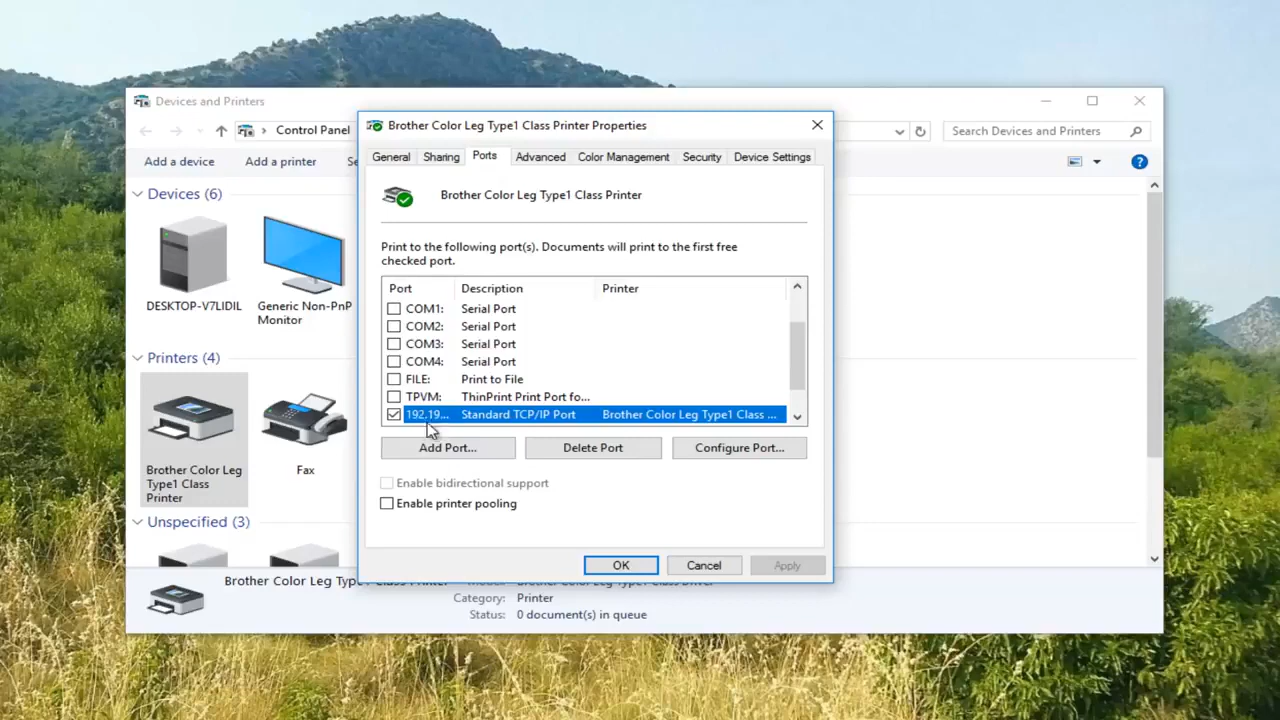 Devices and Printers
Control Panel
Search Devices and Printers
Add a device
Add a printer
Se
Devices (6)
DESKTOP-V7LIDIL
Generic Non-PnP
Monitor
Printers (4)
Brother Color Leg
Type1 Class
Printer
Fax
Unspecified (3)
Brother Color Leg Type1 Class Printer Properties
General
Sharing
Ports
Advanced
Color Management
Security
Device Settings
Brother Color Leg Type1 Class Printer
Print to the following port(s). Documents will print to the first free
checked port.
Port Description Printer
COM1: Serial Port
COM2: Serial Port
COM3: Serial Port
COM4: Serial Port
FILE: Print to File
TPVM: ThinPrint Print Port fo...
192.19... Standard TCP/IP Port Brother Color Leg Type1 Class ...
Add Port...
Delete Port
Configure Port...
Enable bidirectional support
Enable printer pooling
OK
Cancel
Apply
Category: Printer
Status: 0 document(s) in queue